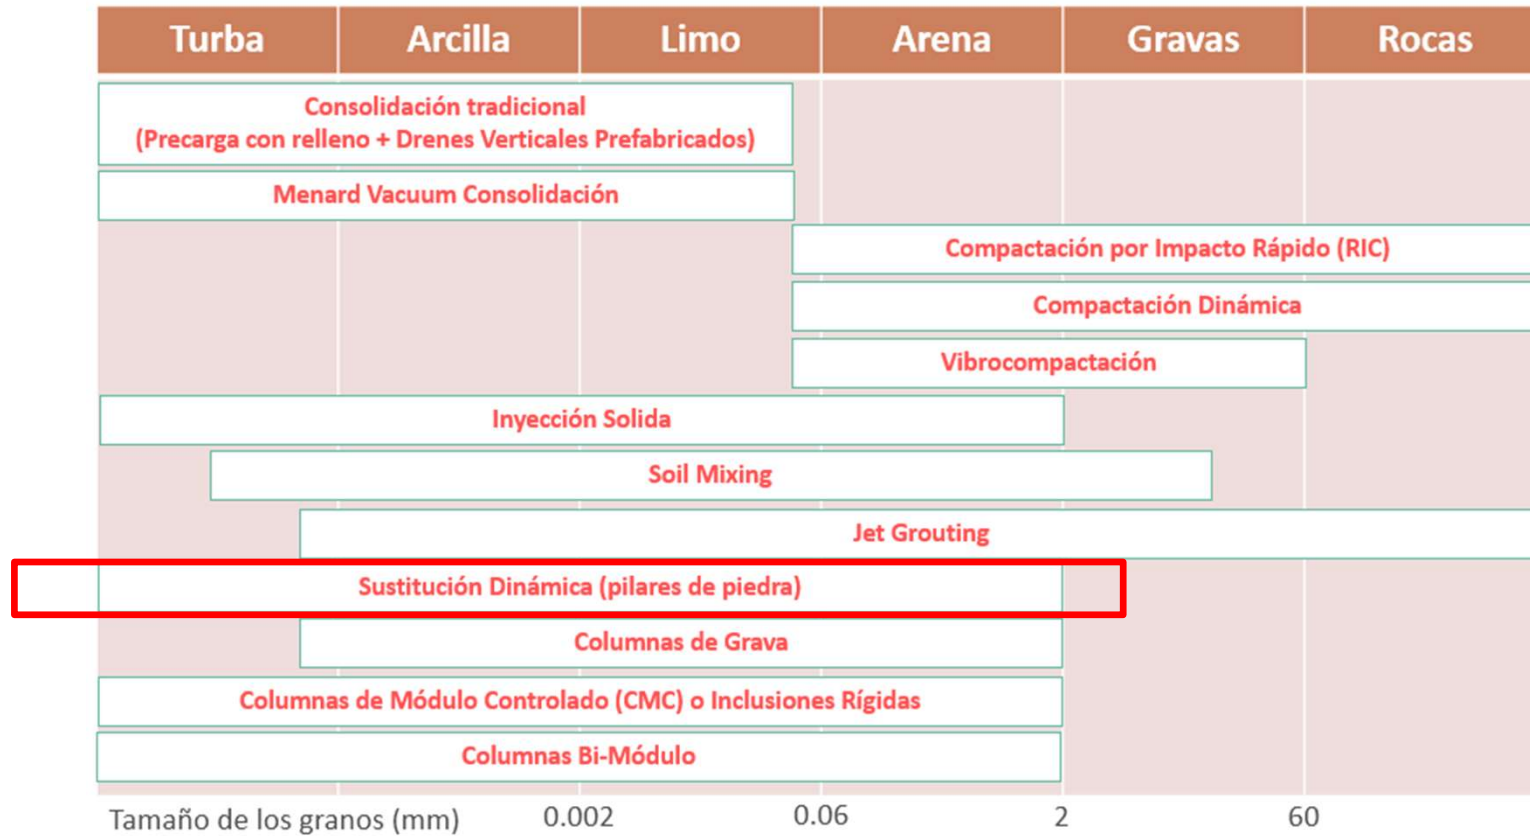 Turba Arcilla Limo Arena Gravas Rocas
Consolidación tradicional
(Precarga con relleno + Drenes Verticales Prefabricados)
Menard Vacuum Consolidación
Compactación por Impacto Rápido (RIC)
Compactación Dinámica
Vibrocompactación
Inyección Solida
Soil Mixing
Jet Grouting
Sustitución Dinámica (pilares de piedra)
Columnas de Grava
Columnas de Módulo Controlado (CMC) o Inclusiones Rígidas
Columnas Bi-Módulo
Tamaño de los granos (mm) 0.002 0.06 2 60